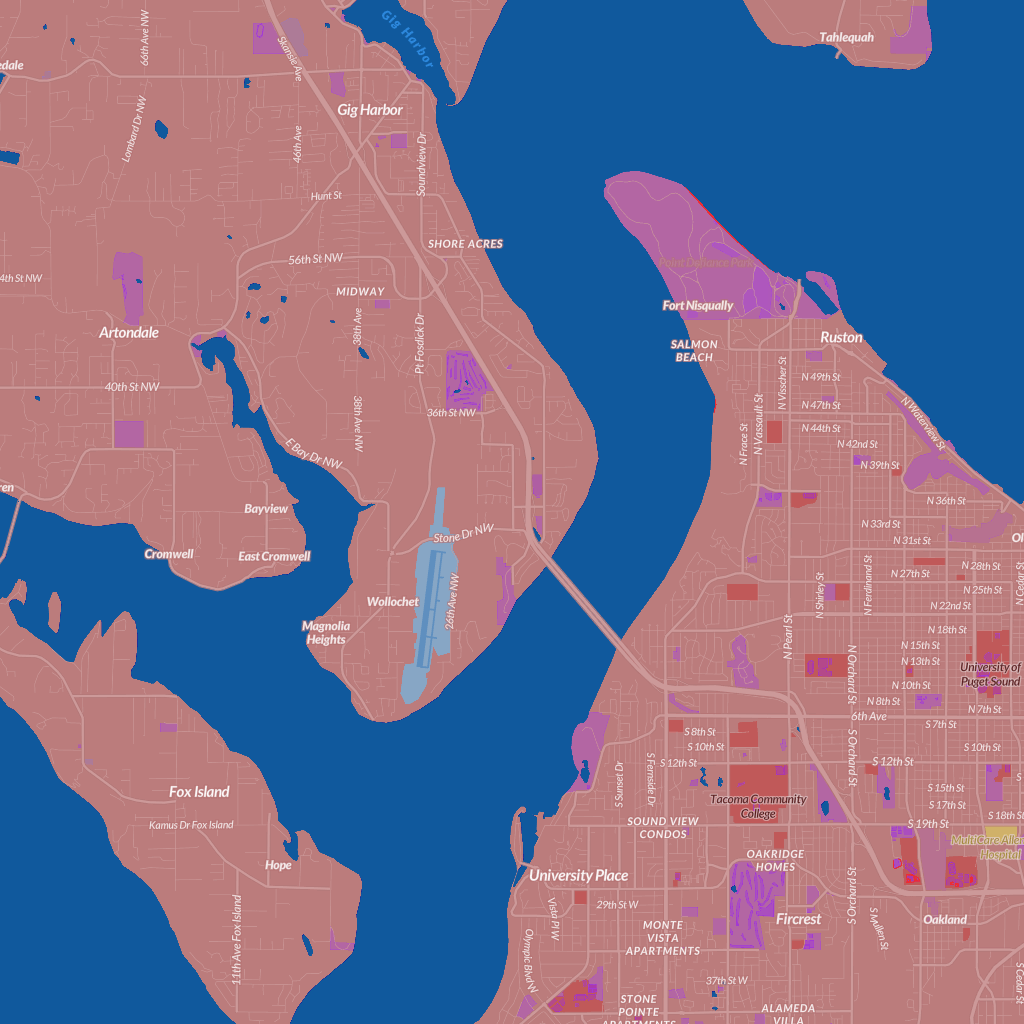 Gig Harbor
66th Ave NW
Skansie Ave
Tahlequah
edale
Lombard Dr NW
46th Ave
Gig Harbor
Soundview Dr
Hunt St
SHORE ACRES
56th St NW
4th St NW
MIDWAY
Point Defiance Park
Fort Nisqually
Artondale
38th Ave
Pt Fosdick Dr
SALMON
BEACH
Ruston
40th St NW
38th Ave NW
36th St NW
N Visscher St
N 49th St
N 47th St
N Vassault St
N Waterview St
N 44th St
N Frace St
N 42nd St
N 39th St
E Bay Dr NW
ren
N 36th St
Bayview
N 33rd St
Stone Dr NW
N 31st St
Ol
Cromwell
East Cromwell
N 28th St
N 27th St
N Ferdinand St
N Cedar St
N 25th St
Wollochet
26th Ave NW
N Shirley St
N 22nd St
Magnolia
Heights
N Pearl St
N 18th St
N 15th St
N 13th St
University of
Puget Sound
N Orchard St
N 10th St
N 8th St
N 7th St
6th Ave
S 7th St
S 8th St
S 10th St
S 10th St
S 12th St
S 12th St
S Orchard St
S Sunset Dr
S Fernside Dr
Fox Island
Tacoma Community
College
S 15th St
S 17th St
S 18th St
Kamus Dr Fox Island
SOUND VIEW
CONDOS
S 19th St
MultiCare Aller
Hospital
OAKRIDGE
HOMES
Hope
University Place
S Orchard St
29th St W
Vista Pl W
Fircrest
Oakland
S Mullen St
11th Ave Fox Island
MONTE
VISTA
APARTMENTS
Olympic Blvd W
37th St W
S Cedar St
STONE
POINTE
APARTMENTS
ALAMEDA
VILLA